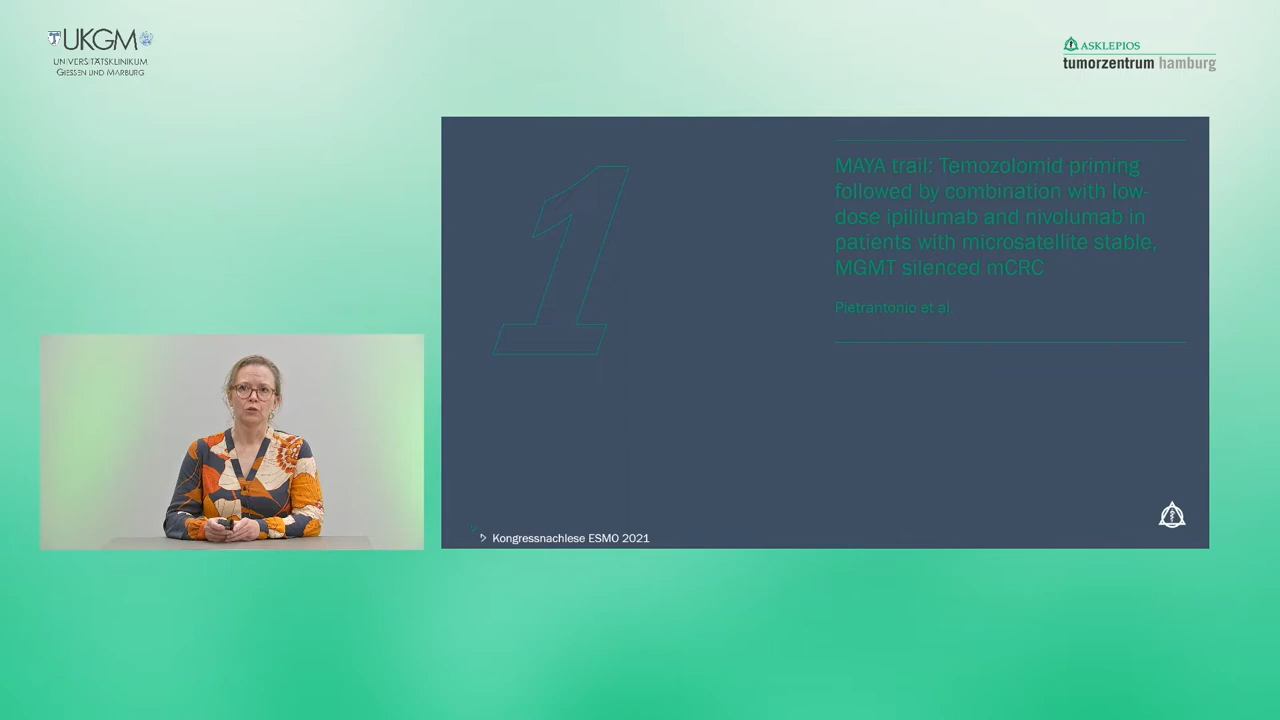 UKGM
UNIVERSITÄTSKLINIKUM
GIESSEN UND MARBURG
ASKLEPIOS
tumorzentrum hamburg
1
MAYA trail: Temozolomid priming
followed by combination with low-
dose ipililumab and nivolumab in
patients with microsatellite stable,
MGMT silenced mCRC
Pietrantonio et al.
Kongressnachlese ESMO 2021